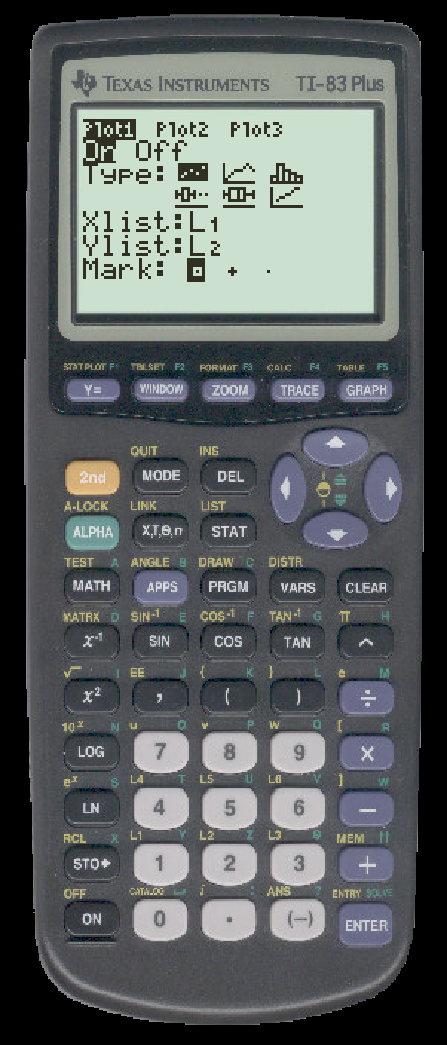 TEXAS INSTRUMENTS TI-83 Plus
Plot1 Plot2 Plot3
On Off
Type:
Xlist:L1
Ylist:L2
Mark: ▫ + ·
STAT PLOT F1 TBLSET F2 FORMAT F3 CALC F4 TABLE F5
Y= WINDOW ZOOM TRACE GRAPH
QUIT INS
2nd MODE DEL
A-LOCK LINK LIST
ALPHA X,T,Θ,n STAT
TEST A ANGLE B DRAW C DISTR
MATH APPS PRGM VARS CLEAR
MATRX D SIN⁻¹ E COS⁻¹ F TAN⁻¹ G π H
x⁻¹ SIN COS TAN ^
√ I EE J { K } L e M
x² , ( ) ÷
10ˣ N u O v P w Q [ R
LOG 7 8 9 ×
eˣ S L4 T L5 U L6 V ] W
LN 4 5 6 −
RCL X L1 Y L2 Z L3 θ MEM "
STO➧ 1 2 3 +
OFF CATALOG ⎵ i : ANS ? ENTRY SOLVE
ON 0 . (−) ENTER